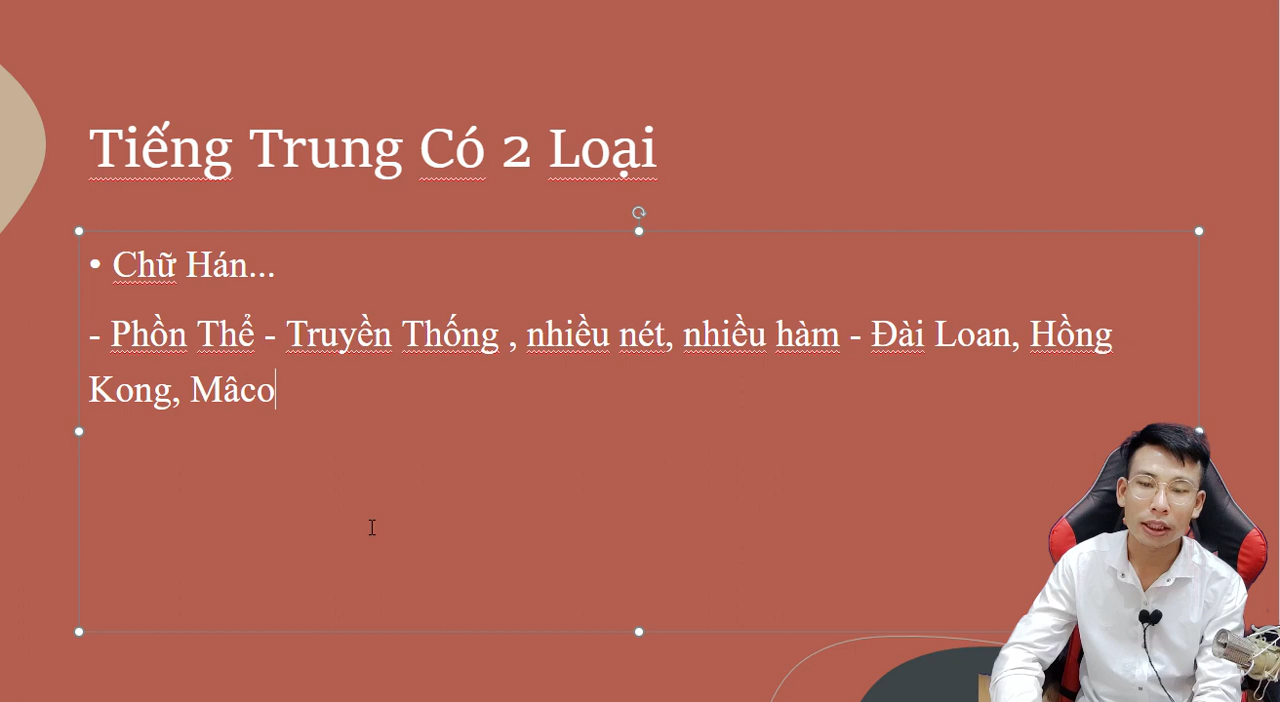 Tiếng Trung Có 2 Loại
• Chữ Hán...
- Phồn Thể - Truyền Thống , nhiều nét, nhiều hàm - Đài Loan, Hồng
Kong, Mâco